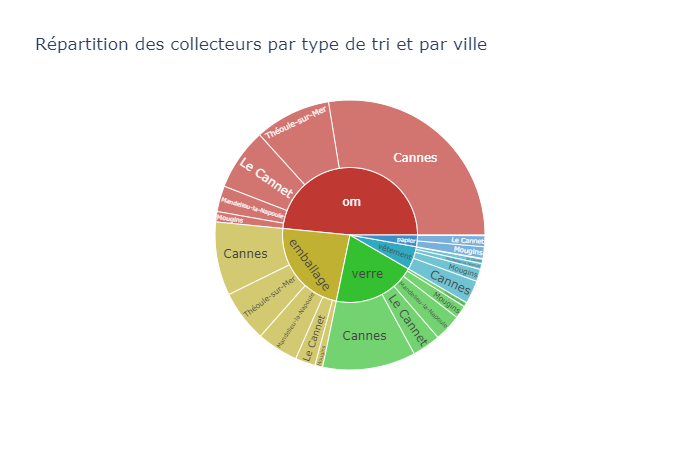 Répartition des collecteurs par type de tri et par ville
Théoule-sur-Mer
Cannes
Le Cannet
Mandelieu-la-Napoule
Mougins
om
Cannes
emballage
Théoule-sur-Mer
Mandelieu-la-Napoule
Le Cannet
Mougins
verre
Cannes
Le Cannet
Mandelieu-la-Napoule
Mougins
vêtement
Cannes
Mougins
papier
Mougins
Le Cannet